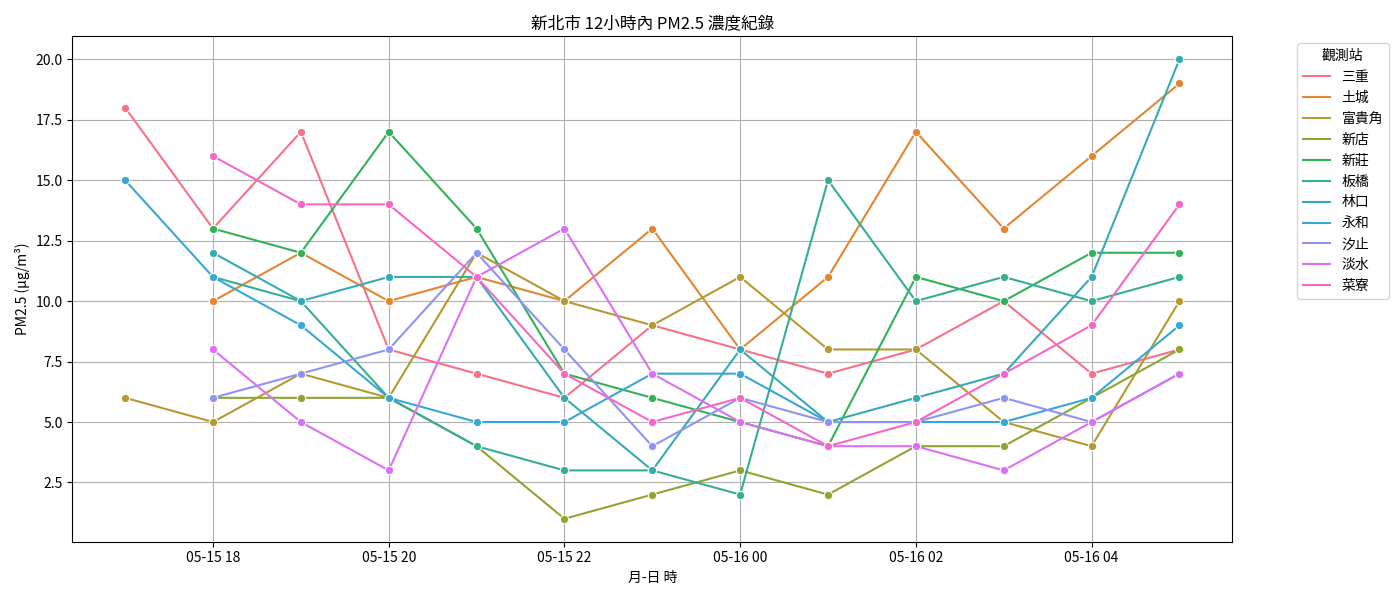 新北市 12小時內 PM2.5 濃度紀錄
PM2.5 (μg/m³)
20.0
17.5
15.0
12.5
10.0
7.5
5.0
2.5
05-15 18
05-15 20
05-15 22
05-16 00
05-16 02
05-16 04
月-日 時
觀測站
三重
土城
富貴角
新店
新莊
板橋
林口
永和
汐止
淡水
菜寮